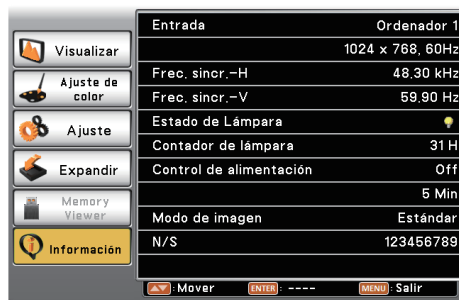 Visualizar
Ajuste de
color
Ajuste
Expandir
Memory
Viewer
Información
Entrada Ordenador 1
1024 x 768, 60Hz
Frec. sincr.-H 48.30 kHz
Frec. sincr.-V 59.90 Hz
Estado de Lámpara
Contador de lámpara 31 H
Control de alimentación Off
5 Min
Modo de imagen Estándar
N/S 123456789
:Mover ENTER: ---- MENU: Salir